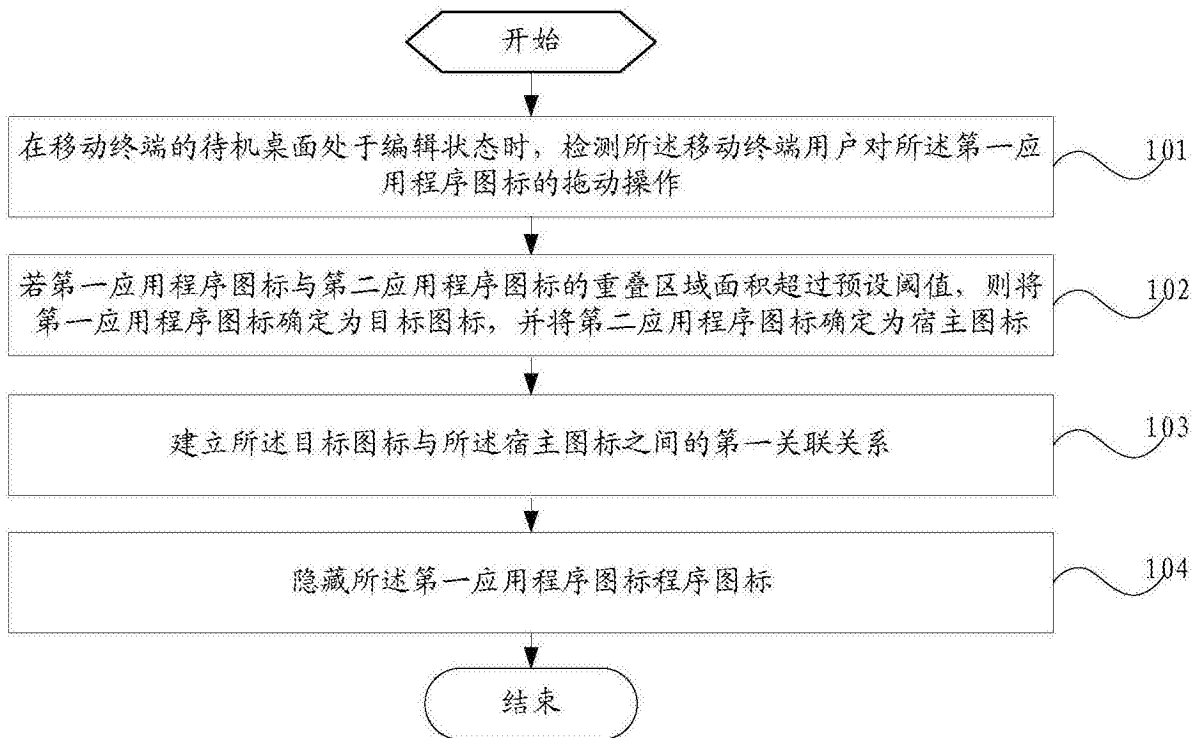 开始
在移动终端的待机桌面处于编辑状态时，检测所述移动终端用户对所述第一应
用程序图标的拖动操作
101
若第一应用程序图标与第二应用程序图标的重叠区域面积超过预设阈值，则将
第一应用程序图标确定为目标图标，并将第二应用程序图标确定为宿主图标
102
建立所述目标图标与所述宿主图标之间的第一关联关系
103
隐藏所述第一应用程序图标程序图标
104
结束